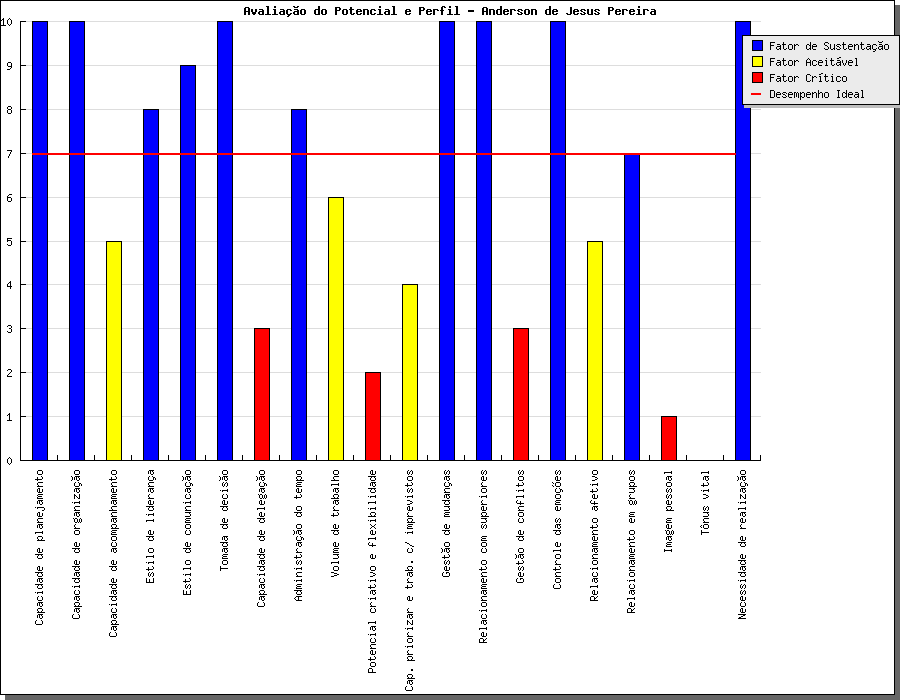 Avaliação do Potencial e Perfil - Anderson de Jesus Pereira
10
9
8
7
6
5
4
3
2
1
0
Fator de Sustentação
Fator Aceitável
Fator Crítico
Desempenho Ideal
Capacidade de planejamento
Capacidade de organização
Capacidade de acompanhamento
Estilo de liderança
Estilo de comunicação
Tomada de decisão
Capacidade de delegação
Administração do tempo
Volume de trabalho
Potencial criativo e flexibilidade
Cap. priorizar e trab. c/ imprevistos
Gestão de mudanças
Relacionamento com superiores
Gestão de conflitos
Controle das emoções
Relacionamento afetivo
Relacionamento em grupos
Imagem pessoal
Tônus vital
Necessidade de realização